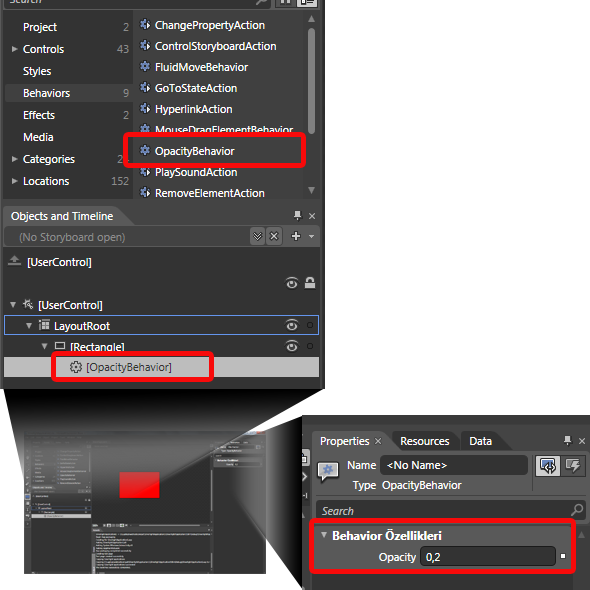 Search
Project 2
Controls 43
Styles
Behaviors 9
Effects 2
Media
Categories
Locations 152
ChangePropertyAction
ControlStoryboardAction
FluidMoveBehavior
GoToStateAction
HyperlinkAction
MouseDragElementBehavior
OpacityBehavior
PlaySoundAction
RemoveElementAction
Objects and Timeline
(No Storyboard open)
[UserControl]
[UserControl]
LayoutRoot
[Rectangle]
[OpacityBehavior]
Properties Resources Data
Name <No Name>
Type OpacityBehavior
Search
Behavior Özellikleri
Opacity 0,2